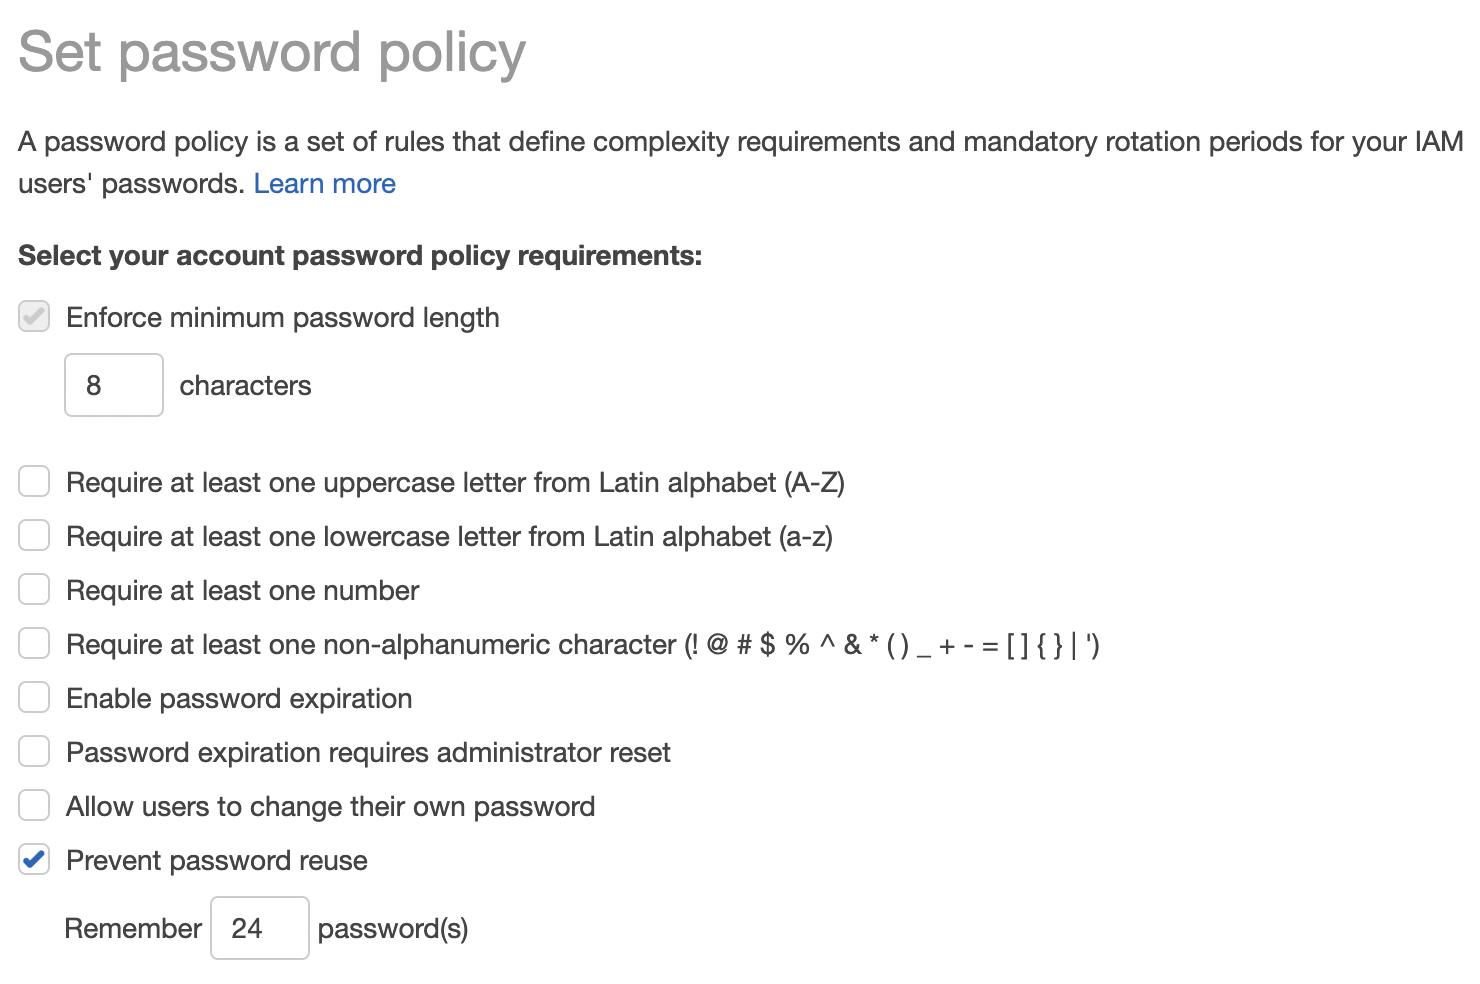 Set password policy
A password policy is a set of rules that define complexity requirements and mandatory rotation periods for your IAM
users' passwords. Learn more
Select your account password policy requirements:
Enforce minimum password length
8 characters
Require at least one uppercase letter from Latin alphabet (A-Z)
Require at least one lowercase letter from Latin alphabet (a-z)
Require at least one number
Require at least one non-alphanumeric character (! @ # $ % ^ & * ( ) _ + - = [ ] { } | ')
Enable password expiration
Password expiration requires administrator reset
Allow users to change their own password
Prevent password reuse
Remember 24 password(s)